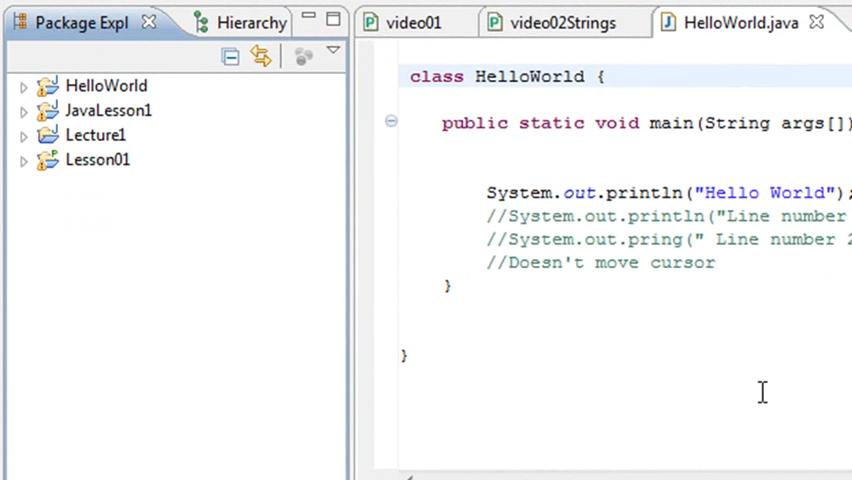 Package Expl
Hierarchy
video01
video02Strings
HelloWorld.java
HelloWorld
JavaLesson1
Lecture1
Lesson01
class HelloWorld {
public static void main(String args[])
System.out.println("Hello World");
//System.out.println("Line number
//System.out.pring(" Line number 2
//Doesn't move cursor
}
}